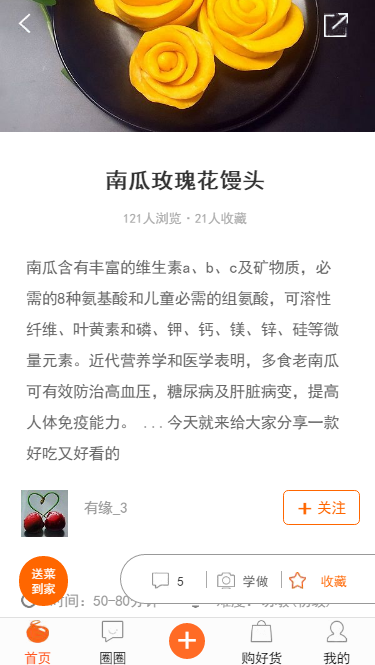 南瓜玫瑰花馒头
121人浏览·21人收藏
南瓜含有丰富的维生素a、b、c及矿物质，必
需的8种氨基酸和儿童必需的组氨酸，可溶性
纤维、叶黄素和磷、钾、钙、镁、锌、硅等微
量元素。近代营养学和医学表明，多食老南瓜
可有效防治高血压，糖尿病及肝脏病变，提高
人体免疫能力。 ...今天就来给大家分享一款
好吃又好看的
有缘_3
关注
送菜
到家
5
学做
收藏
时间：50-80分钟
首页
圈圈
购好货
我的